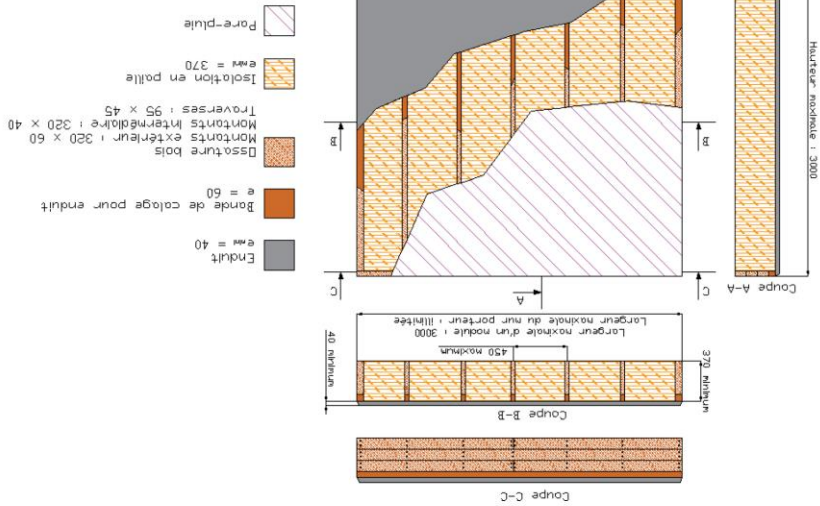 Coupe C-C
Coupe B-B
370 minimum
40 minimum
450 maximum
Largeur maximale d'un module : 3000
Largeur maximale du mur porteur : illimitée
A
C
C
Coupe A-A
Hauteur maximale : 3000
B
B
Enduit
e min = 40
Bande de calage pour enduit
e = 60
Ossature bois
Montants extérieur : 320 × 60
Montants intermédiaire : 320 × 40
Traverses : 95 × 45
Isolation en paille
e min = 370
Pare-pluie